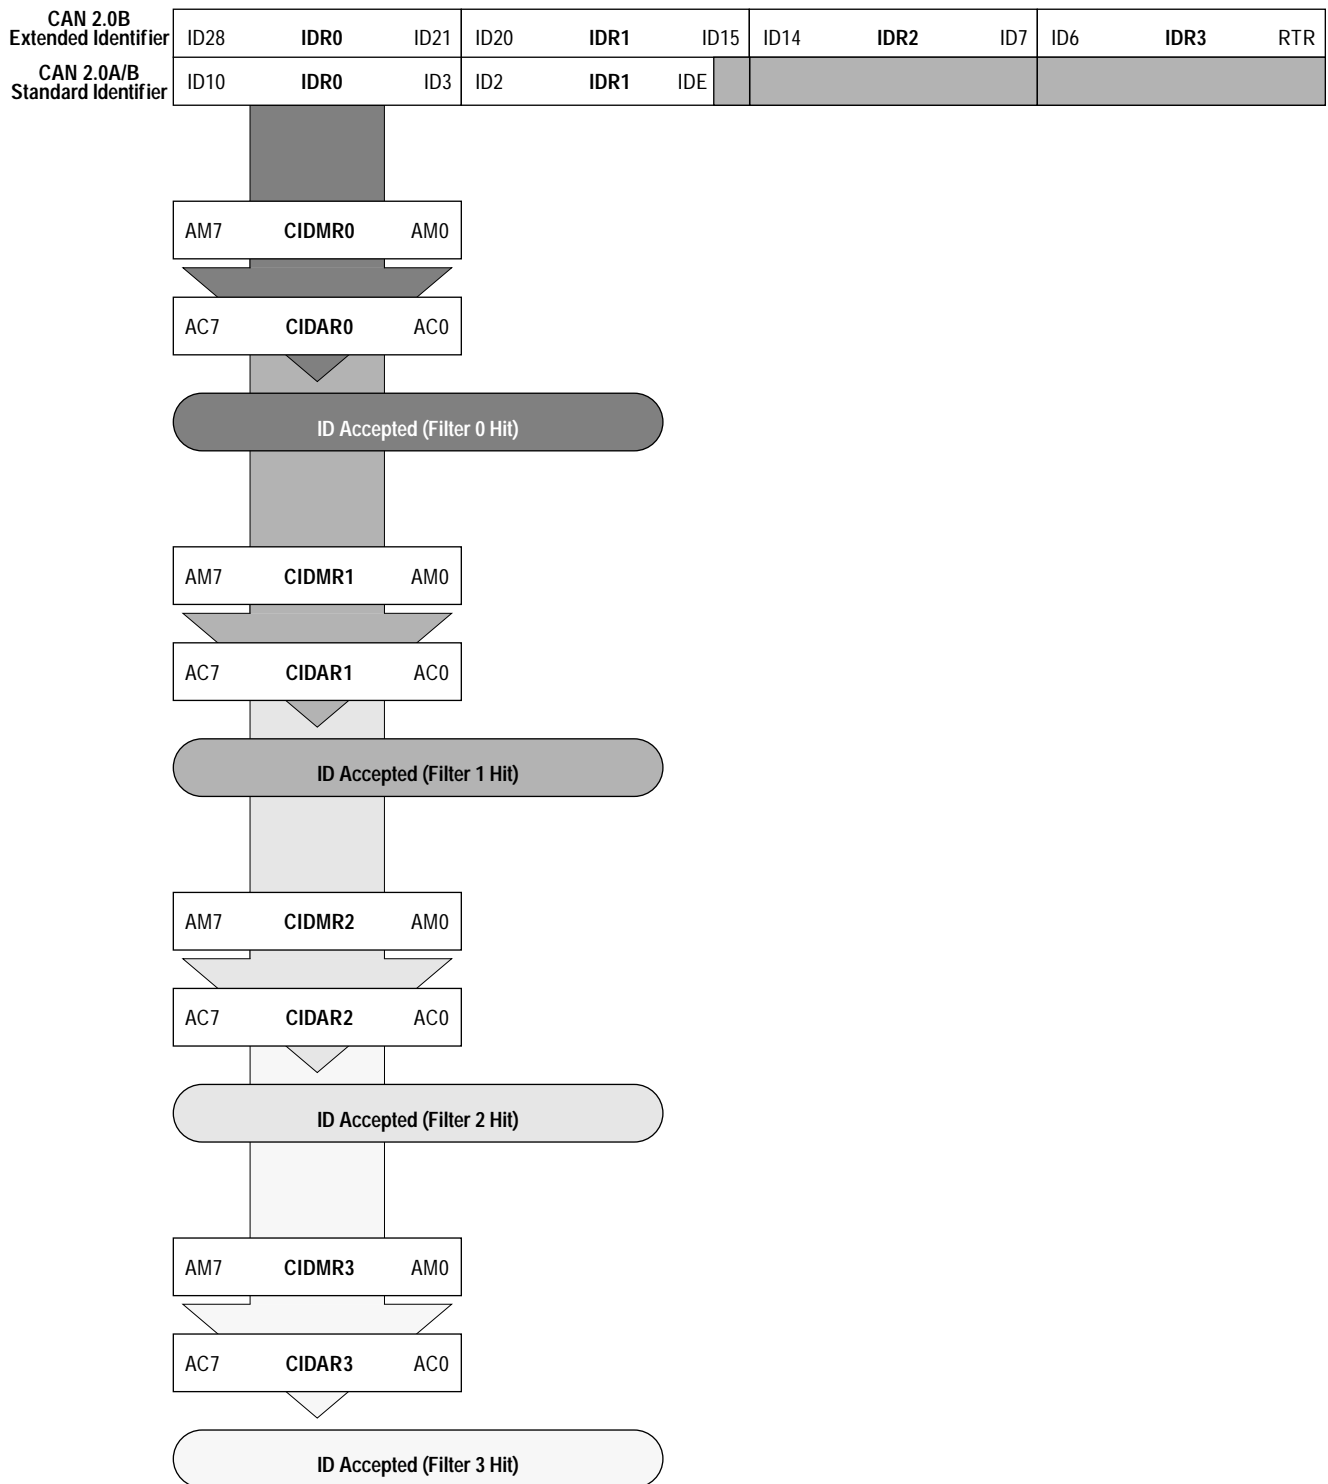 CAN 2.0B
Extended Identifier ID28 IDR0 ID21 ID20 IDR1 ID15 ID14 IDR2 ID7 ID6 IDR3 RTR
CAN 2.0A/B
Standard Identifier ID10 IDR0 ID3 ID2 IDR1 IDE
AM7 CIDMR0 AM0
AC7 CIDAR0 AC0
ID Accepted (Filter 0 Hit)
AM7 CIDMR1 AM0
AC7 CIDAR1 AC0
ID Accepted (Filter 1 Hit)
AM7 CIDMR2 AM0
AC7 CIDAR2 AC0
ID Accepted (Filter 2 Hit)
AM7 CIDMR3 AM0
AC7 CIDAR3 AC0
ID Accepted (Filter 3 Hit)